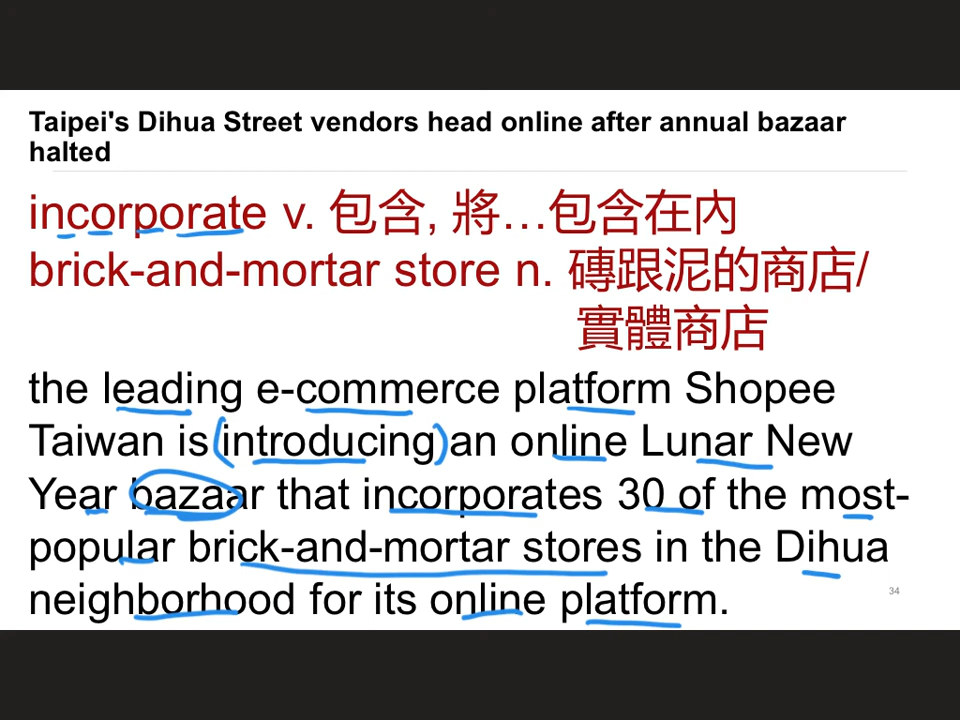 Taipei's Dihua Street vendors head online after annual bazaar
halted
incorporate v. 包含, 將…包含在內
brick-and-mortar store n. 磚跟泥的商店/
實體商店
the leading e-commerce platform Shopee
Taiwan is (introducing) an online Lunar New
Year bazaar that incorporates 30 of the most-
popular brick-and-mortar stores in the Dihua
neighborhood for its online platform.
34